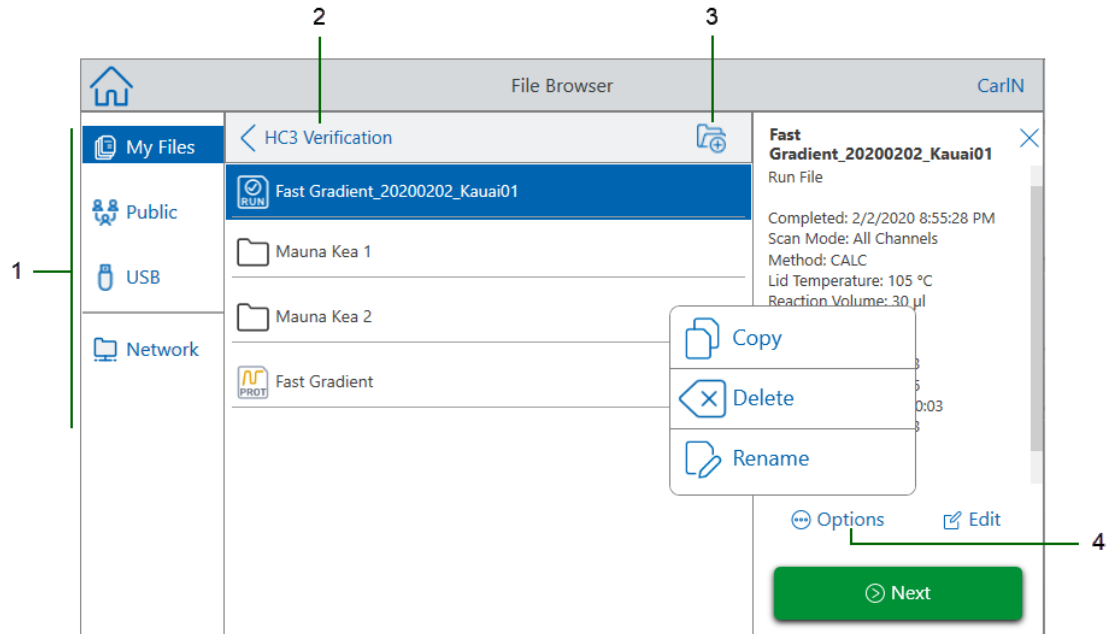 2
3
File Browser
CarlN
1
My Files
Public
USB
Network
HC3 Verification
RUN
Fast Gradient_20200202_Kauai01
Mauna Kea 1
Mauna Kea 2
PROT
Fast Gradient
Fast
Gradient_20200202_Kauai01
Run File
Completed: 2/2/2020 8:55:28 PM
Scan Mode: All Channels
Method: CALC
Lid Temperature: 105 °C
Reaction Volume: 30 µl
0:03
Copy
Delete
Rename
Options
Edit
4
Next